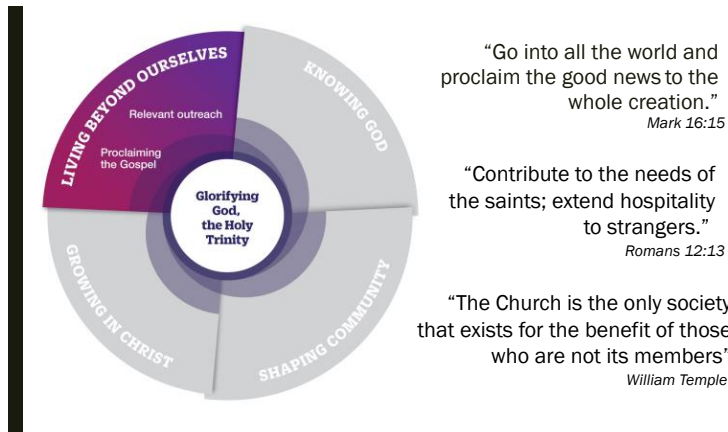 LIVING BEYOND OURSELVES
Relevant outreach
Proclaiming
the Gospel
KNOWING GOD
Glorifying
God,
the Holy
Trinity
GROWING IN CHRIST
SHAPING COMMUNITY
“Go into all the world and
proclaim the good news to the
whole creation.”
Mark 16:15
“Contribute to the needs of
the saints; extend hospitality
to strangers.”
Romans 12:13
“The Church is the only society
that exists for the benefit of those
who are not its members”
William Temple